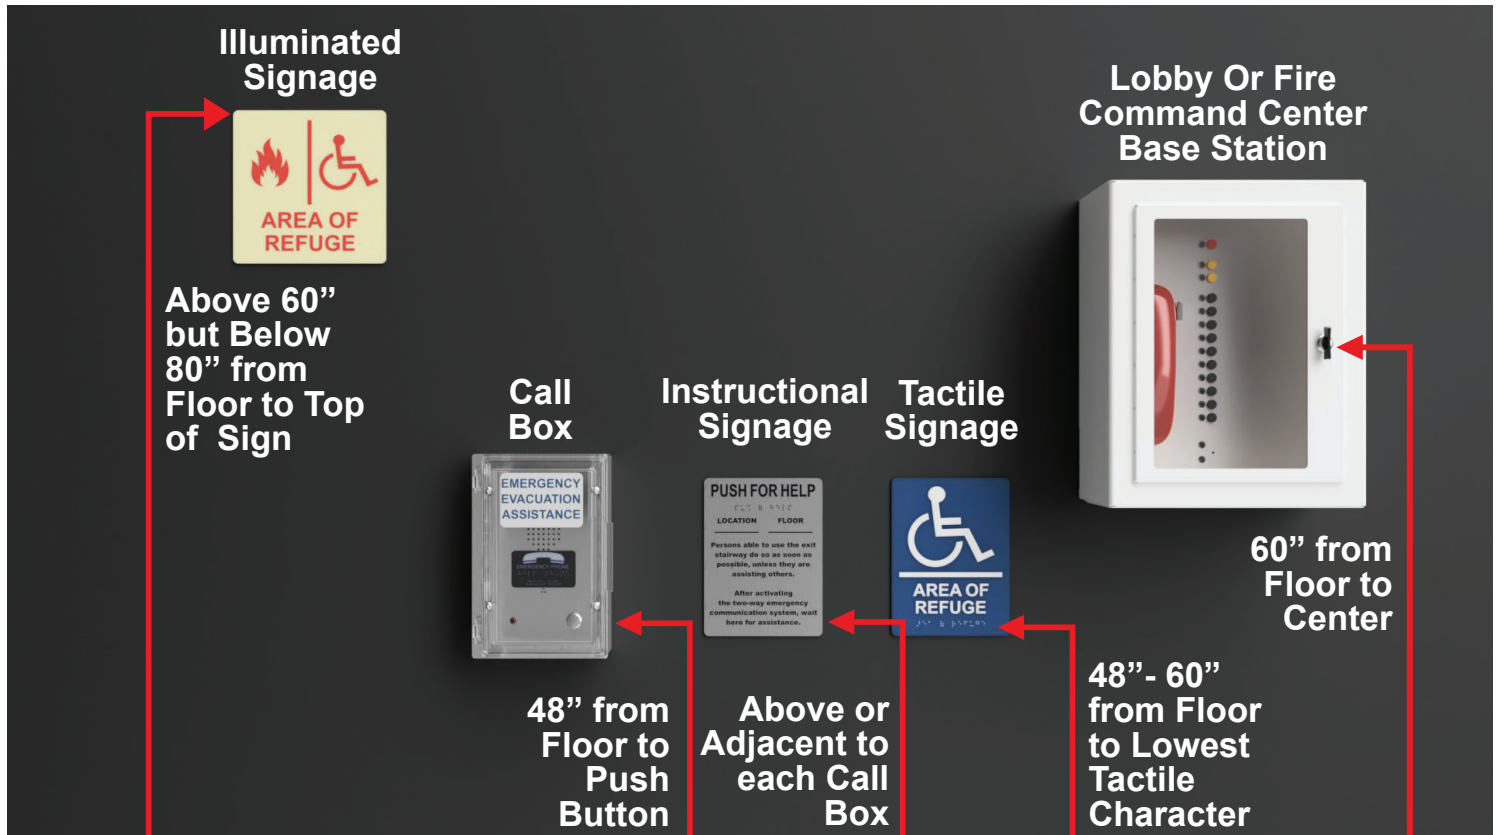 Illuminated
Signage
AREA OF
REFUGE
Above 60”
but Below
80” from
Floor to Top
of Sign
Call
Box
EMERGENCY
EVACUATION
ASSISTANCE
EMERGENCY PHONE
48” from
Floor to
Push
Button
Instructional
Signage
PUSH FOR HELP
LOCATION FLOOR
Persons able to use the exit
stairway do so as soon as
possible, unless they are
assisting others.
After activating
the two-way emergency
communication system, wait
here for assistance.
Above or
Adjacent to
each Call
Box
Tactile
Signage
AREA OF
REFUGE
48”- 60”
from Floor
to Lowest
Tactile
Character
Lobby Or Fire
Command Center
Base Station
60” from
Floor to
Center